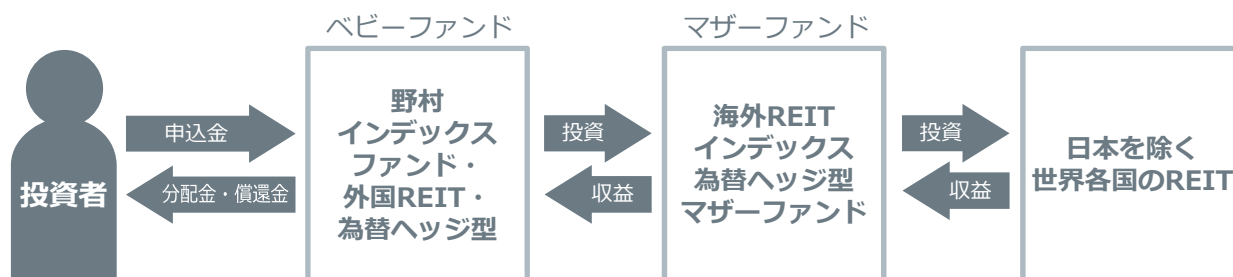 ベビーファンド
マザーファンド
投資者
申込金
分配金・償還金
野村
インデックス
ファンド・
外国REIT・
為替ヘッジ型
投資
収益
海外REIT
インデックス
為替ヘッジ型
マザーファンド
投資
収益
日本を除く
世界各国のREIT